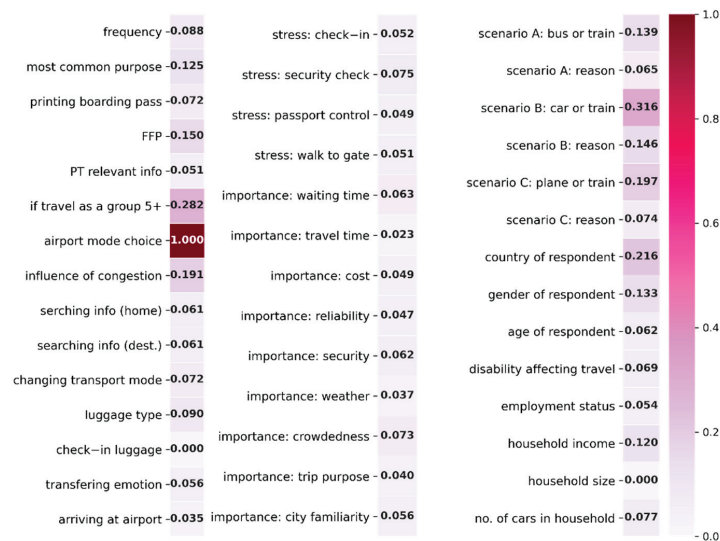 frequency 0.088
most common purpose 0.125
printing boarding pass 0.072
FFP 0.150
PT relevant info 0.051
if travel as a group 5+ 0.282
airport mode choice 1.000
influence of congestion 0.191
serching info (home) 0.061
searching info (dest.) 0.061
changing transport mode 0.072
luggage type 0.090
check−in luggage 0.000
transfering emotion 0.056
arriving at airport 0.035
stress: check−in 0.052
stress: security check 0.075
stress: passport control 0.049
stress: walk to gate 0.051
importance: waiting time 0.063
importance: travel time 0.023
importance: cost 0.049
importance: reliability 0.047
importance: security 0.062
importance: weather 0.037
importance: crowdedness 0.073
importance: trip purpose 0.040
importance: city familiarity 0.056
scenario A: bus or train 0.139
scenario A: reason 0.065
scenario B: car or train 0.316
scenario B: reason 0.146
scenario C: plane or train 0.197
scenario C: reason 0.074
country of respondent 0.216
gender of respondent 0.133
age of respondent 0.062
disability affecting travel 0.069
employment status 0.054
household income 0.120
household size 0.000
no. of cars in household 0.077
1.0
0.8
0.6
0.4
0.2
0.0